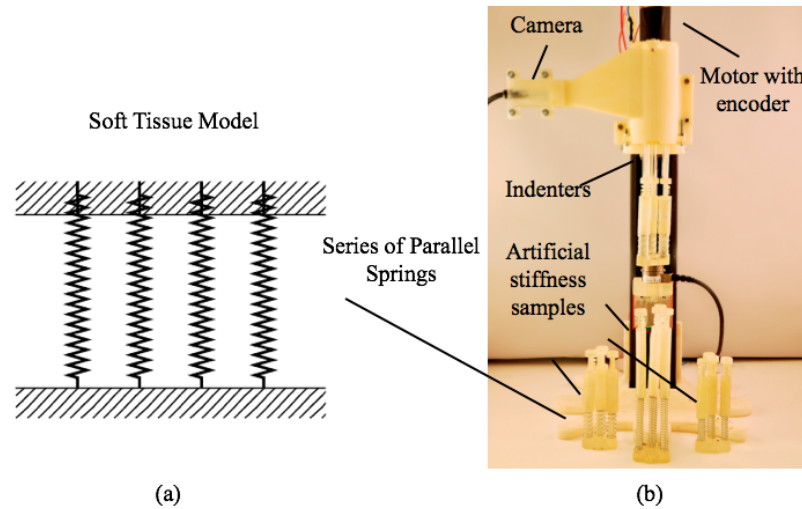 Soft Tissue Model
Series of Parallel
Springs
(a)
Camera
Motor with
encoder
Indenters
Artificial
stiffness
samples
(b)